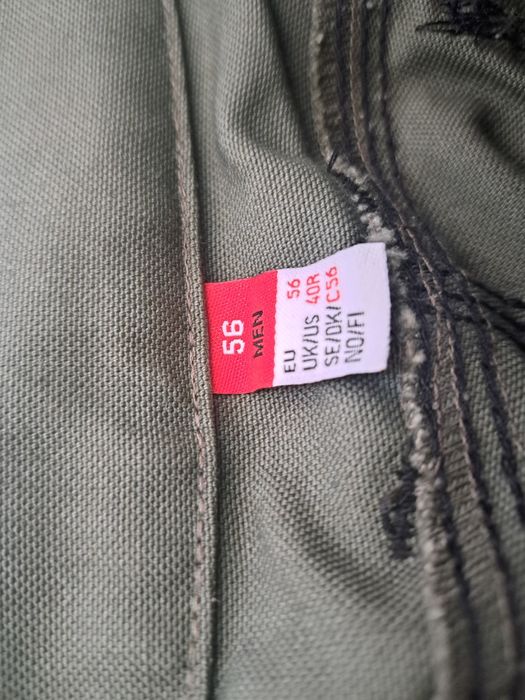 56
MEN
EU 56
UK/US 40R
SE/DK/ C56
NO/FI